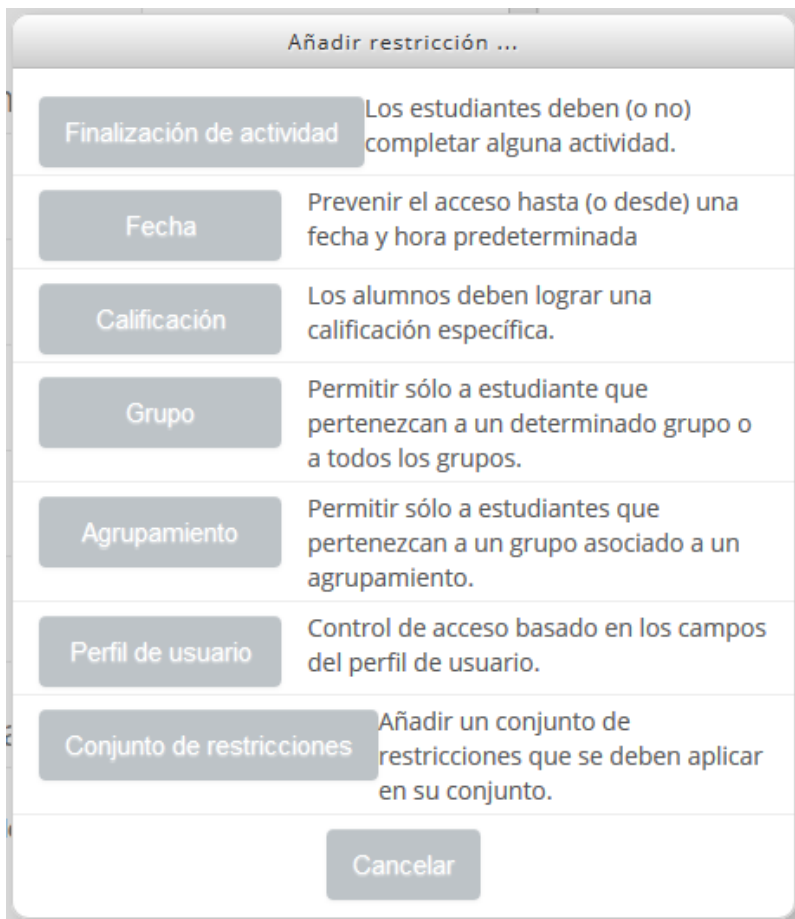 Añadir restricción ...
Finalización de actividad
Los estudiantes deben (o no)
completar alguna actividad.
Fecha
Prevenir el acceso hasta (o desde) una
fecha y hora predeterminada
Calificación
Los alumnos deben lograr una
calificación específica.
Grupo
Permitir sólo a estudiante que
pertenezcan a un determinado grupo o
a todos los grupos.
Agrupamiento
Permitir sólo a estudiantes que
pertenezcan a un grupo asociado a un
agrupamiento.
Perfil de usuario
Control de acceso basado en los campos
del perfil de usuario.
Conjunto de restricciones
Añadir un conjunto de
restricciones que se deben aplicar
en su conjunto.
Cancelar